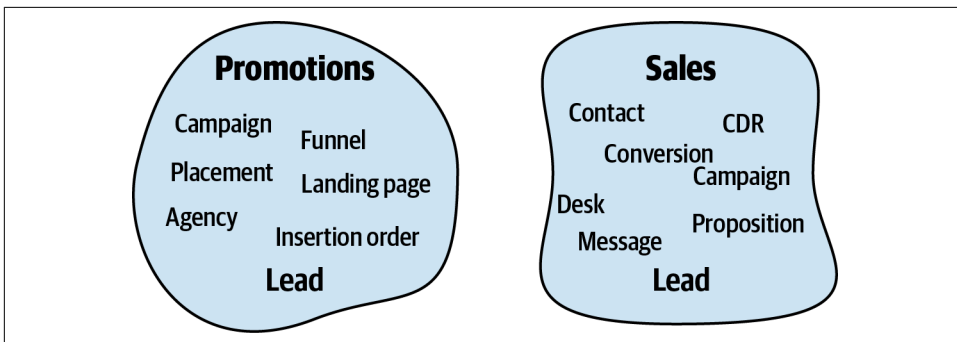 Promotions
Campaign
Funnel
Placement
Landing page
Agency
Insertion order
Lead
Sales
Contact
CDR
Conversion
Campaign
Desk
Proposition
Message
Lead